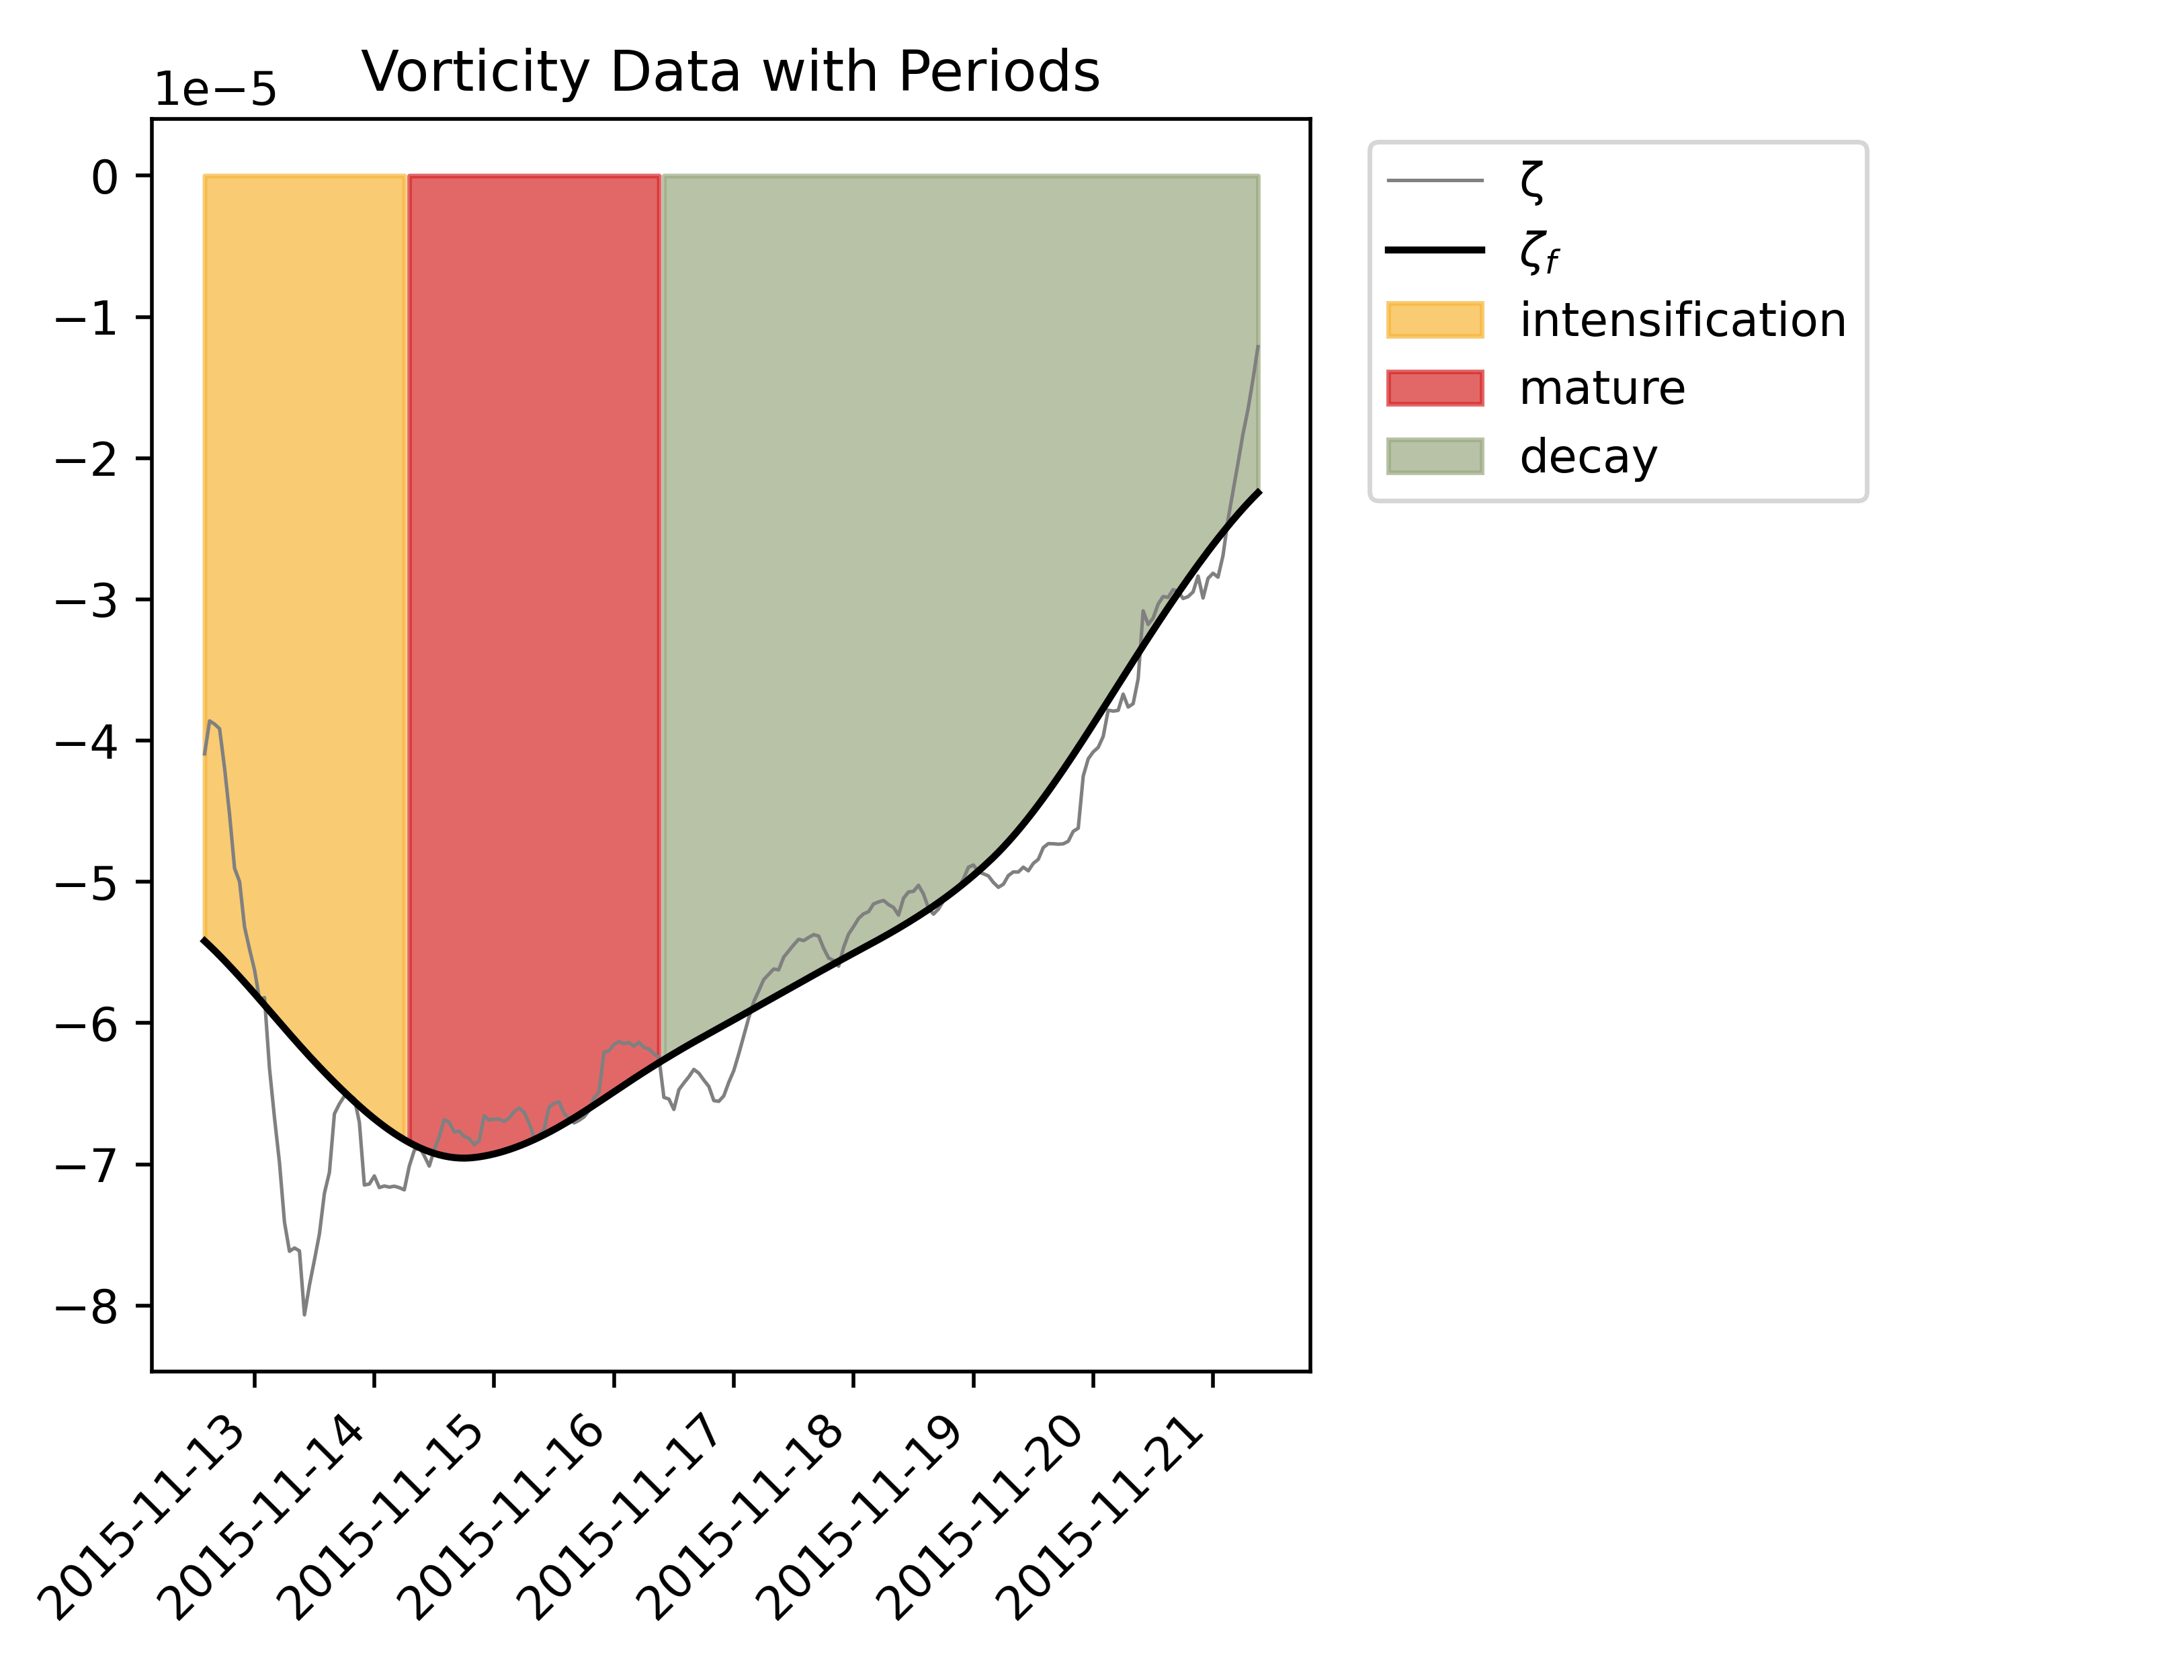 Vorticity Data with Periods
1e−5
0
−1
−2
−3
−4
−5
−6
−7
−8
2015-11-13
2015-11-14
2015-11-15
2015-11-16
2015-11-17
2015-11-18
2015-11-19
2015-11-20
2015-11-21
ζ
ζf
intensification
mature
decay